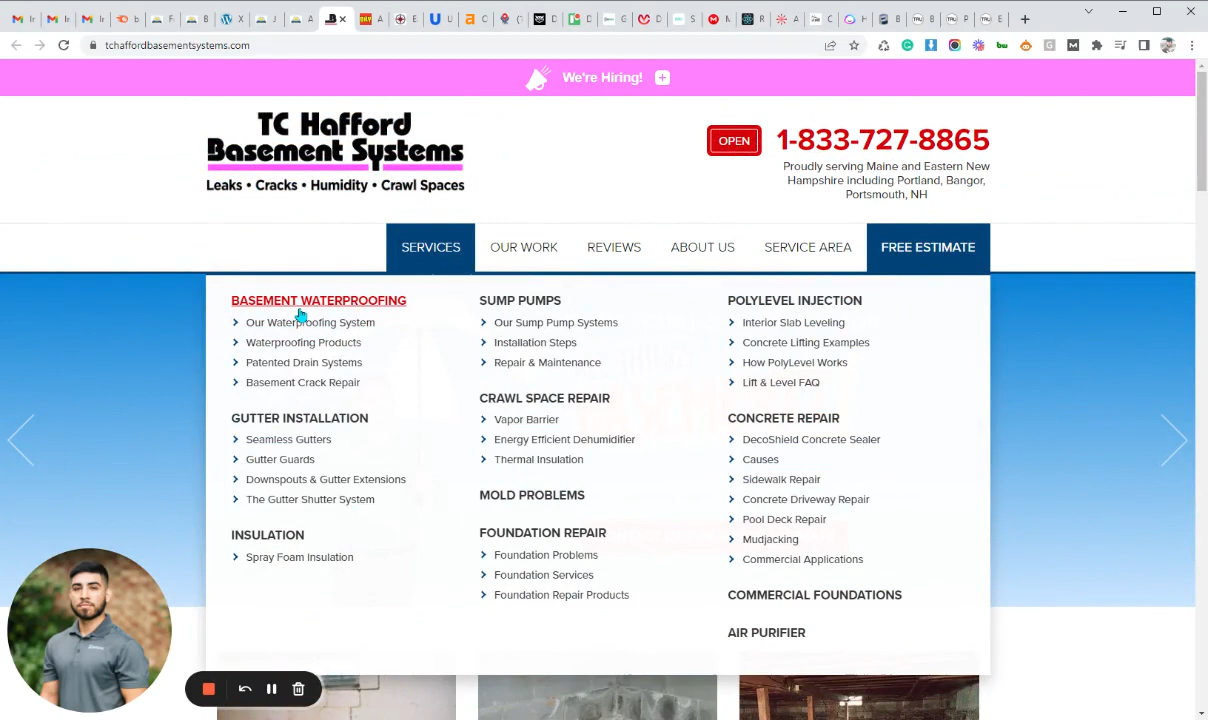 tchaffordbasementsystems.com
We're Hiring!
TC Hafford
Basement Systems
Leaks • Cracks • Humidity • Crawl Spaces
OPEN
1-833-727-8865
Proudly serving Maine and Eastern New
Hampshire including Portland, Bangor,
Portsmouth, NH
SERVICES
OUR WORK
REVIEWS
ABOUT US
SERVICE AREA
FREE ESTIMATE
BASEMENT WATERPROOFING
Our Waterproofing System
Waterproofing Products
Patented Drain Systems
Basement Crack Repair
GUTTER INSTALLATION
Seamless Gutters
Gutter Guards
Downspouts & Gutter Extensions
The Gutter Shutter System
INSULATION
Spray Foam Insulation
SUMP PUMPS
Our Sump Pump Systems
Installation Steps
Repair & Maintenance
CRAWL SPACE REPAIR
Vapor Barrier
Energy Efficient Dehumidifier
Thermal Insulation
MOLD PROBLEMS
FOUNDATION REPAIR
Foundation Problems
Foundation Services
Foundation Repair Products
POLYLEVEL INJECTION
Interior Slab Leveling
Concrete Lifting Examples
How PolyLevel Works
Lift & Level FAQ
CONCRETE REPAIR
DecoShield Concrete Sealer
Causes
Sidewalk Repair
Concrete Driveway Repair
Pool Deck Repair
Mudjacking
Commercial Applications
COMMERCIAL FOUNDATIONS
AIR PURIFIER